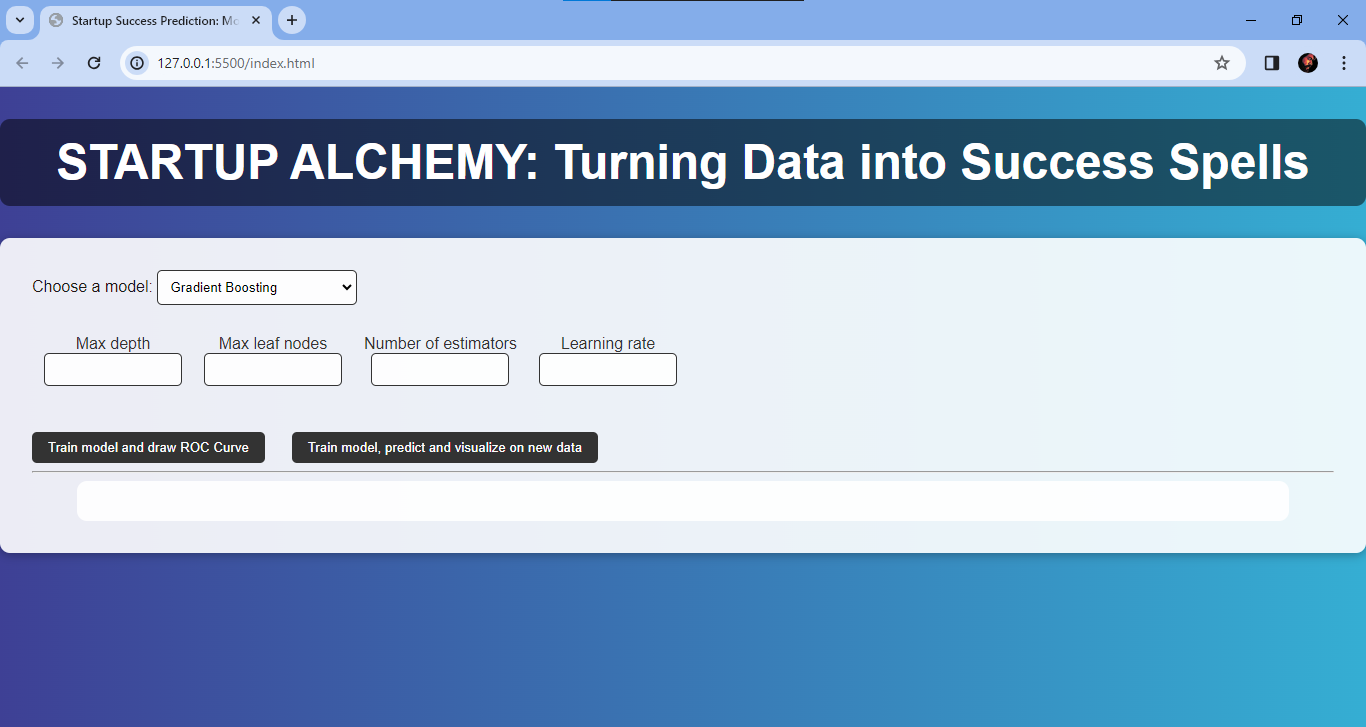 Startup Success Prediction: Mo
127.0.0.1:5500/index.html
STARTUP ALCHEMY: Turning Data into Success Spells
Choose a model: Gradient Boosting
Max depth Max leaf nodes Number of estimators Learning rate
Train model and draw ROC Curve Train model, predict and visualize on new data